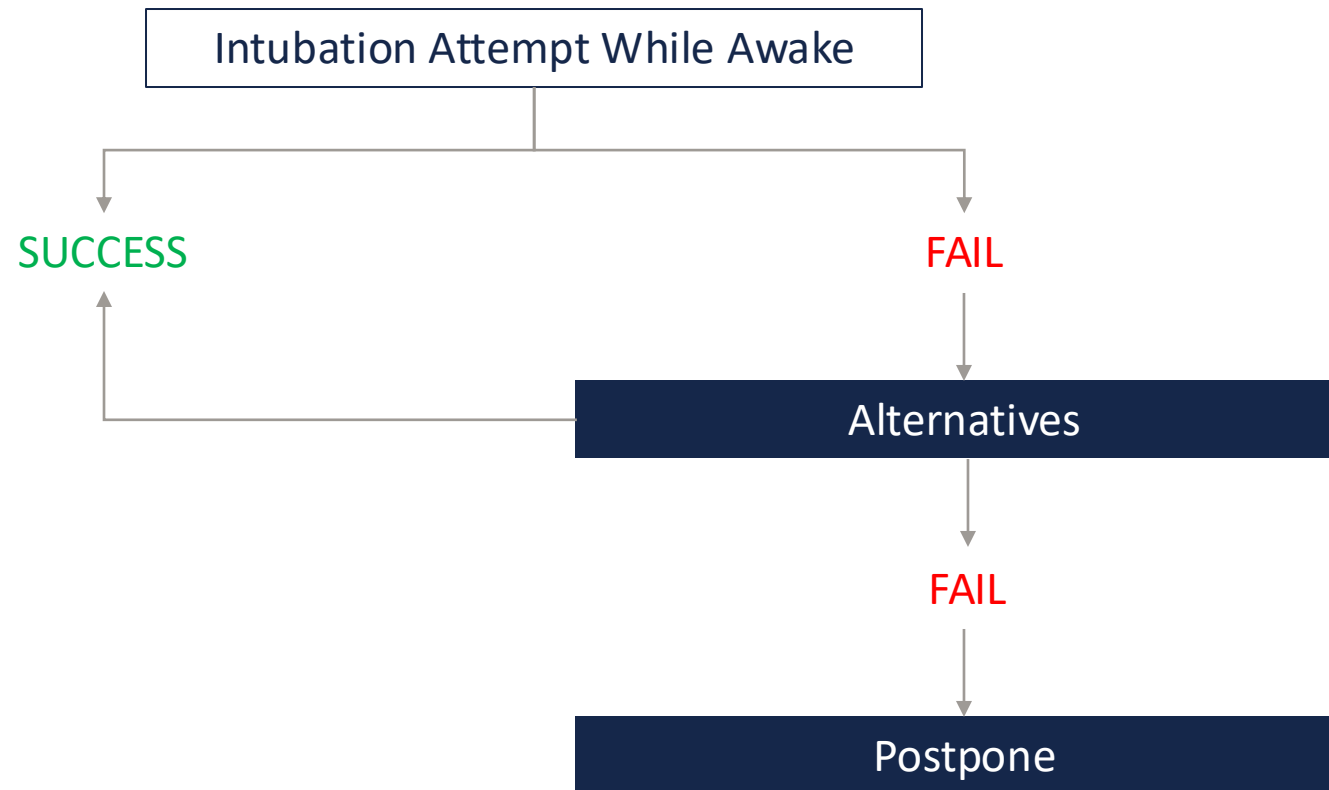 Intubation Attempt While Awake
SUCCESS
FAIL
Alternatives
FAIL
Postpone